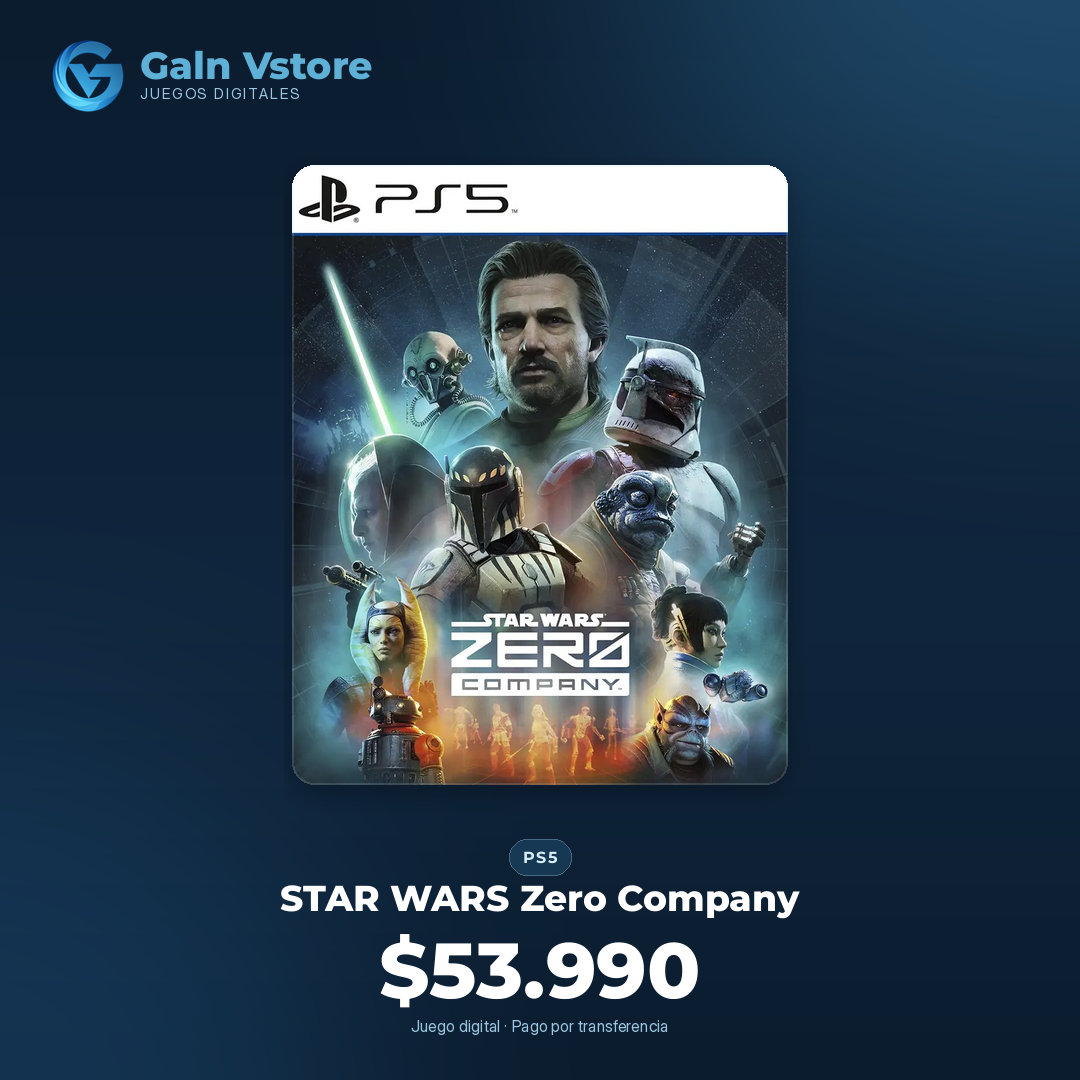 Galn Vstore
JUEGOS DIGITALES
PS5
STAR WARS
ZERO
COMPANY
PS5
STAR WARS Zero Company
$53.990
Juego digital · Pago por transferencia